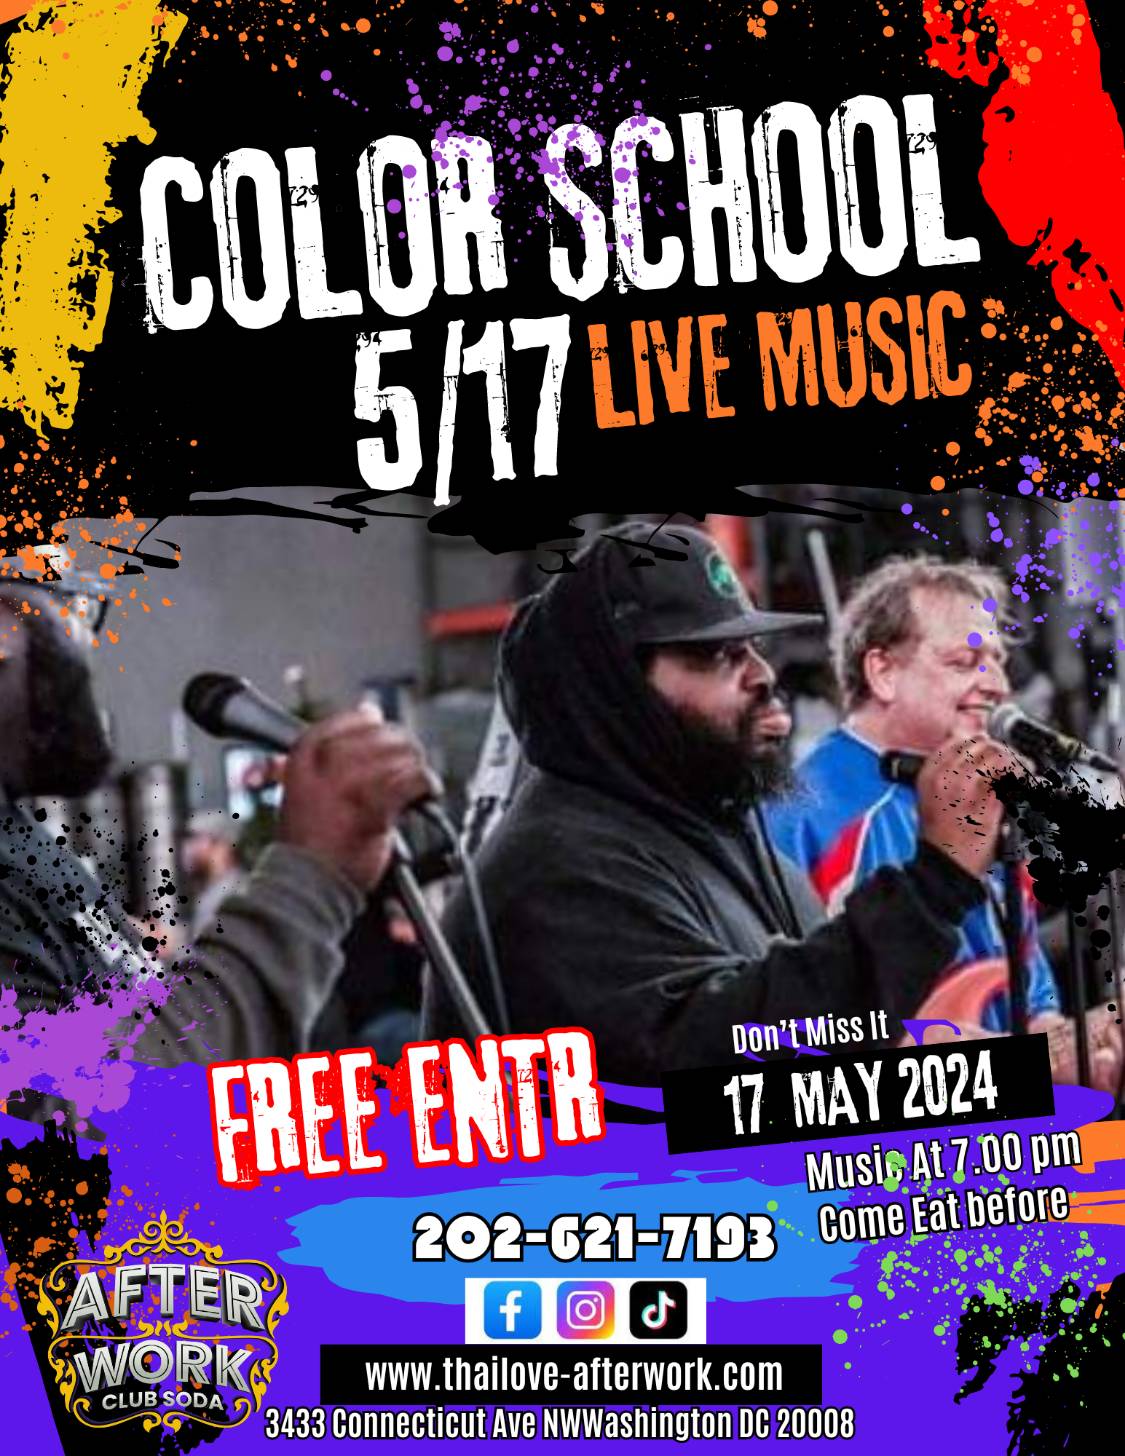 COLOR SCHOOL
5/17 LIVE MUSIC
Don't Miss It
17 MAY 2024
FREE ENTR
Music At 7.00 pm
Come Eat before
202-621-7193
AFTER
WORK
CLUB SODA
www.thailove-afterwork.com
3433 Connecticut Ave NWWashington DC 20008